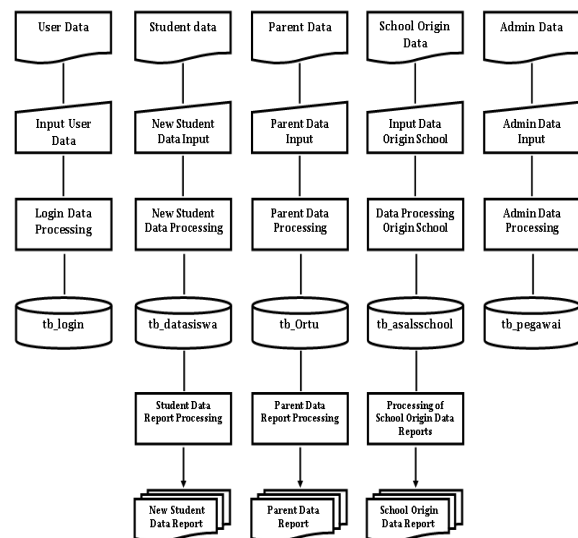 User Data
Student data
Parent Data
School Origin
Data
Admin Data
Input User
Data
New Student
Data Input
Parent Data
Input
Input Data
Origin School
Admin Data
Input
Login Data
Processing
New Student
Data Processing
Parent Data
Processing
Data Processing
Origin School
Admin Data
Processing
tb_login
tb_datasiswa
tb_Ortu
tb_asalsschool
tb_pegawai
Student Data
Report Processing
Parent Data
Report Processing
Processing of
School Origin Data
Reports
New Student
Data Report
Parent Data
Report
School Origin
Data Report